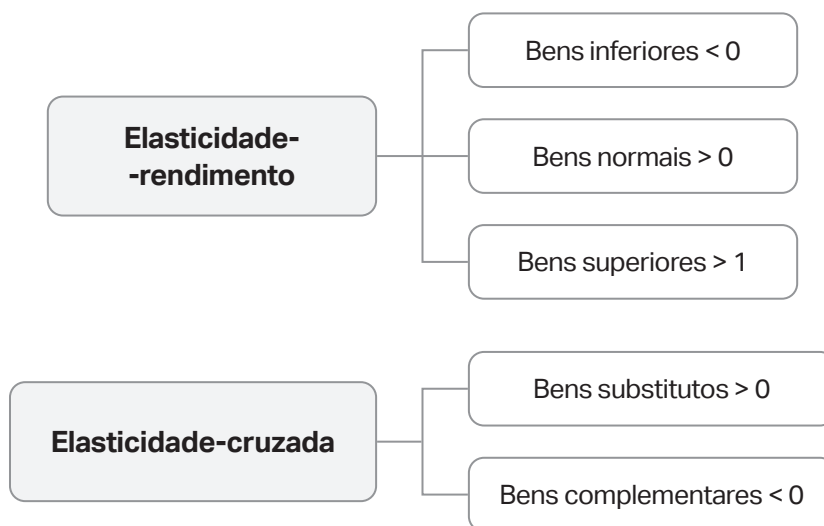 Elasticidade-
-rendimento
Bens inferiores < 0
Bens normais > 0
Bens superiores > 1
Elasticidade-cruzada
Bens substitutos > 0
Bens complementares < 0